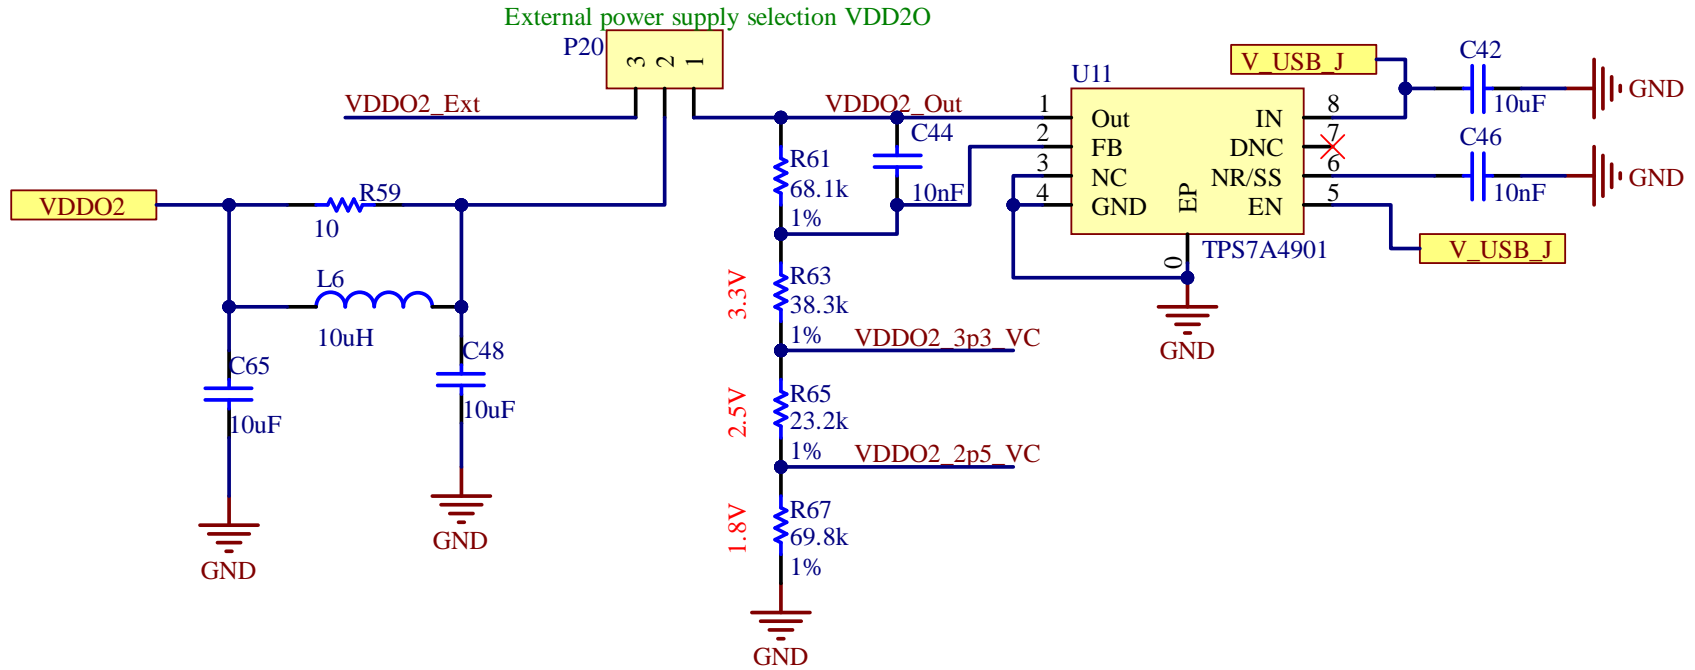 External power supply selection VDD2O
P20
3
2
1
VDDO2_Ext
VDDO2_Out
V_USB_J
C42
10uF
GND
U11
1
2
3
4
Out
FB
NC
GND
IN
DNC
NR/SS
EN
EP
8
7
6
5
0
TPS7A4901
C46
10nF
GND
V_USB_J
GND
C44
10nF
R61
68.1k
1%
VDDO2
R59
10
L6
10uH
C65
10uF
GND
C48
10uF
GND
3.3V
R63
38.3k
1%
VDDO2_3p3_VC
2.5V
R65
23.2k
1%
VDDO2_2p5_VC
1.8V
R67
69.8k
1%
GND